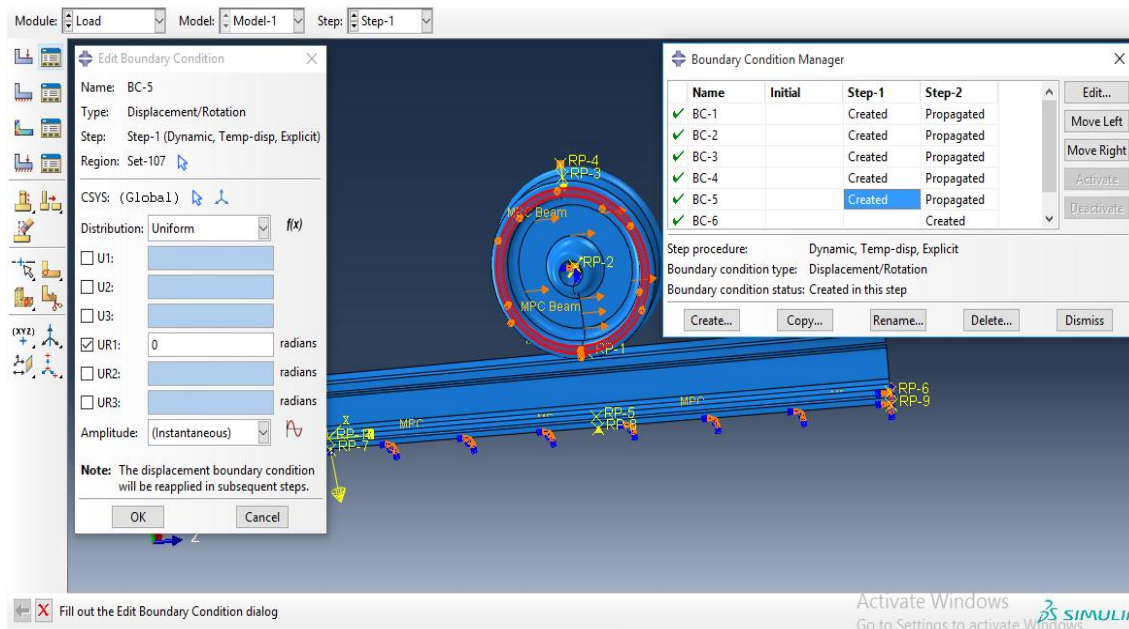 Module: Load Model: Model-1 Step: Step-1
Edit Boundary Condition
Name: BC-5
Type: Displacement/Rotation
Step: Step-1 (Dynamic, Temp-disp, Explicit)
Region: Set-107
CSYS: (Global)
Distribution: Uniform f(x)
U1:
U2:
U3:
UR1: 0 radians
UR2: radians
UR3: radians
Amplitude: (Instantaneous)
Note: The displacement boundary condition
will be reapplied in subsequent steps.
OK Cancel
(XYZ)
RP-4
RP-3
MPC Beam
RP-2
MPC Beam
RP-1
RP-6
RP-9
MPC
MPC
RP-5
RP-8
X
RP-7
Z
Boundary Condition Manager
Name Initial Step-1 Step-2
BC-1 Created Propagated
BC-2 Created Propagated
BC-3 Created Propagated
BC-4 Created Propagated
BC-5 Created Propagated
BC-6 Created
Edit...
Move Left
Move Right
Activate
Deactivate
Step procedure: Dynamic, Temp-disp, Explicit
Boundary condition type: Displacement/Rotation
Boundary condition status: Created in this step
Create... Copy... Rename... Delete... Dismiss
Fill out the Edit Boundary Condition dialog
Activate Windows
Go to Settings to activate Windows.
SIMULI